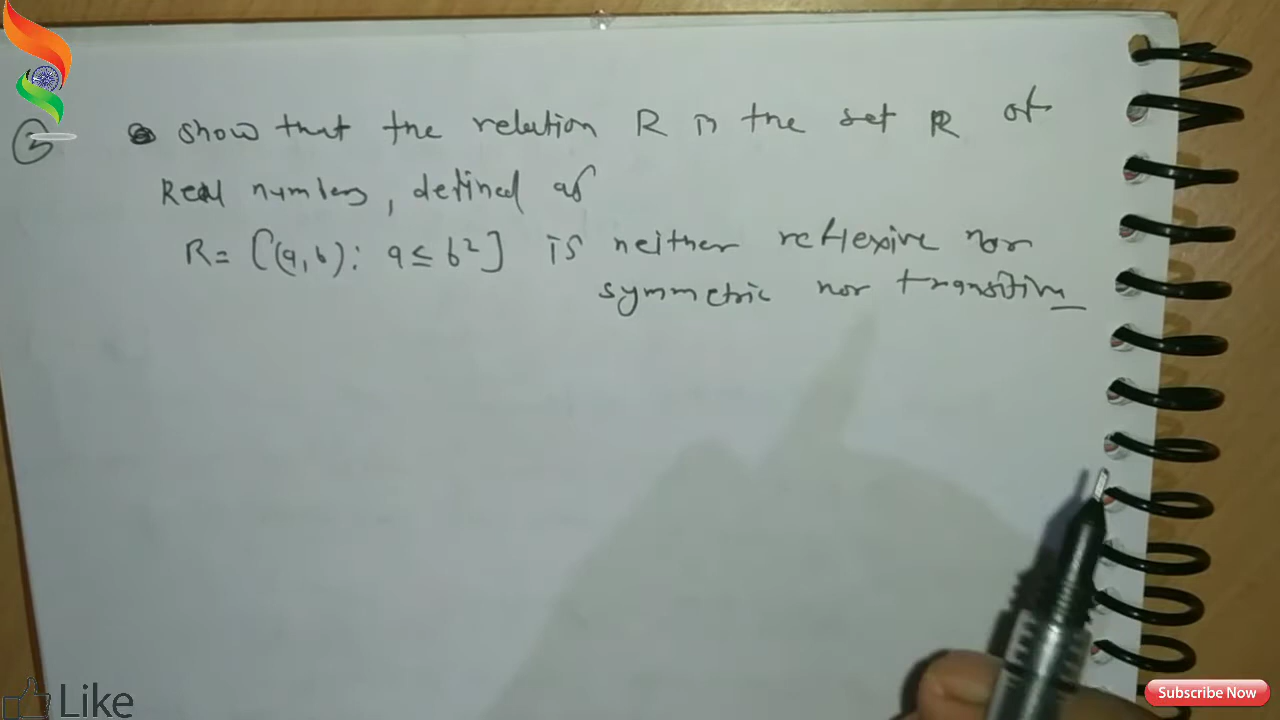 show that the relation R in the set R of
Real numbers, defined as
R = [(a,b): a ≤ b²] is neither reflexive nor
symmetric nor transitive
Like
Subscribe Now